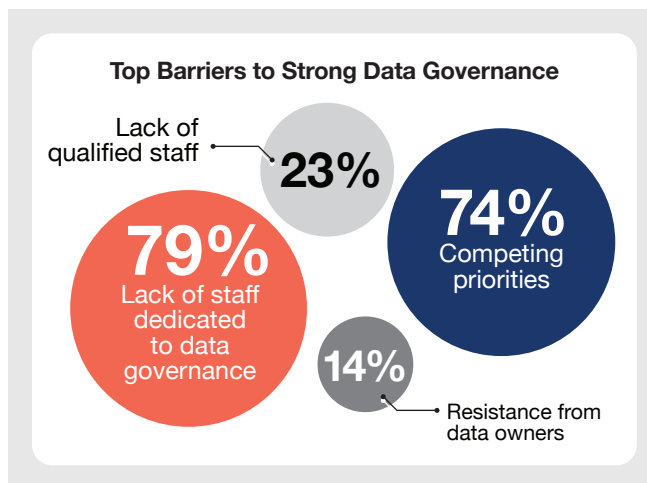 Top Barriers to Strong Data Governance
Lack of
qualified staff
23%
74%
Competing
priorities
79%
Lack of staff
dedicated
to data
governance
14%
Resistance from
data owners